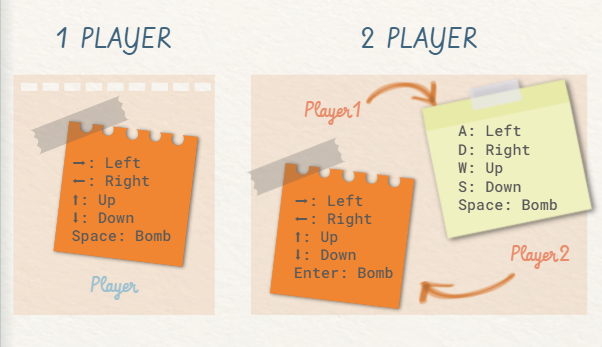 1 PLAYER
→: Left
←: Right
↑: Up
↓: Down
Space: Bomb
Player
2 PLAYER
Player1
A: Left
D: Right
W: Up
S: Down
Space: Bomb
→: Left
←: Right
↑: Up
↓: Down
Enter: Bomb
Player2